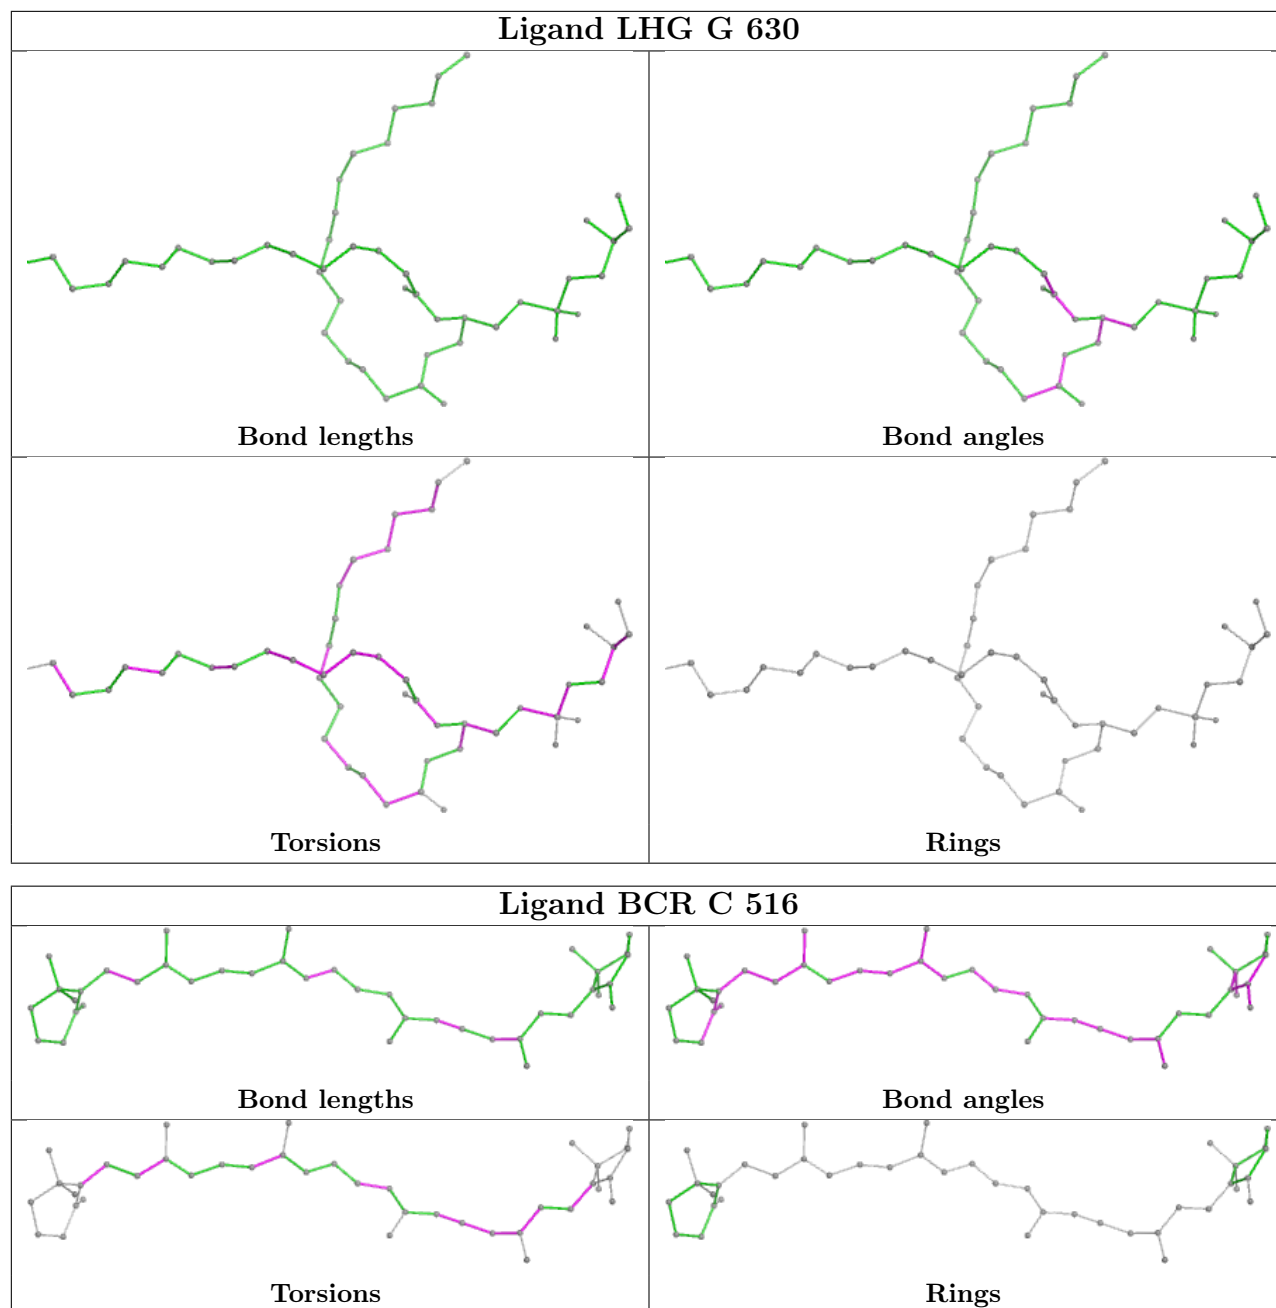 Ligand LHG G 630
Bond lengths
Bond angles
Torsions
Rings
Ligand BCR C 516
Bond lengths
Bond angles
Torsions
Rings